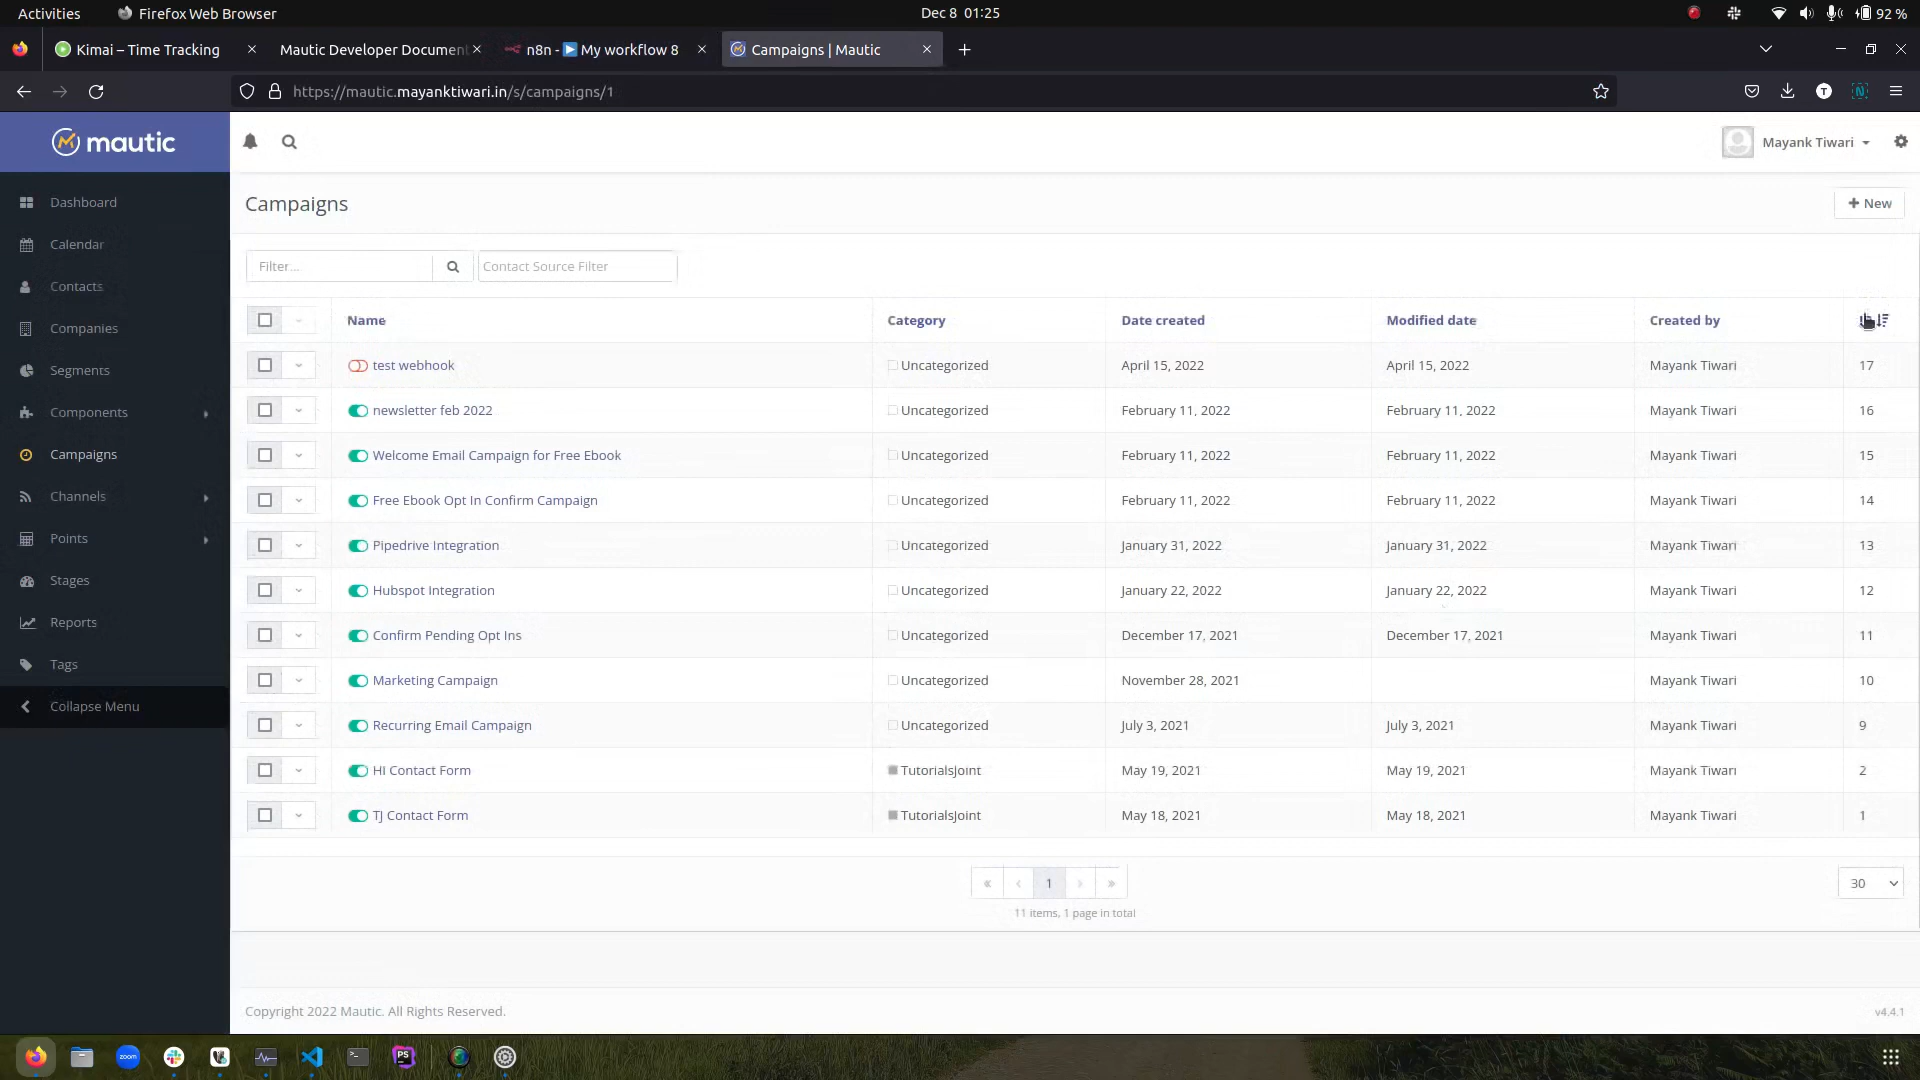 Activities Firefox Web Browser Dec 8 01:25 92 %
Kimai – Time Tracking Mautic Developer Document n8n - My workflow 8 Campaigns | Mautic
https://mautic.mayanktiwari.in/s/campaigns/1
mautic Mayank Tiwari
Dashboard
Calendar
Contacts
Companies
Segments
Components
Campaigns
Channels
Points
Stages
Reports
Tags
Collapse Menu
Campaigns
+ New
Filter... Contact Source Filter
Name Category Date created Modified date Created by
test webhook Uncategorized April 15, 2022 April 15, 2022 Mayank Tiwari 17
newsletter feb 2022 Uncategorized February 11, 2022 February 11, 2022 Mayank Tiwari 16
Welcome Email Campaign for Free Ebook Uncategorized February 11, 2022 February 11, 2022 Mayank Tiwari 15
Free Ebook Opt In Confirm Campaign Uncategorized February 11, 2022 February 11, 2022 Mayank Tiwari 14
Pipedrive Integration Uncategorized January 31, 2022 January 31, 2022 Mayank Tiwari 13
Hubspot Integration Uncategorized January 22, 2022 January 22, 2022 Mayank Tiwari 12
Confirm Pending Opt Ins Uncategorized December 17, 2021 December 17, 2021 Mayank Tiwari 11
Marketing Campaign Uncategorized November 28, 2021 Mayank Tiwari 10
Recurring Email Campaign Uncategorized July 3, 2021 July 3, 2021 Mayank Tiwari 9
HI Contact Form TutorialsJoint May 19, 2021 May 19, 2021 Mayank Tiwari 2
TJ Contact Form TutorialsJoint May 18, 2021 May 18, 2021 Mayank Tiwari 1
« ‹ 1 › » 30
11 items, 1 page in total
Copyright 2022 Mautic. All Rights Reserved. v4.4.1
zoom PS